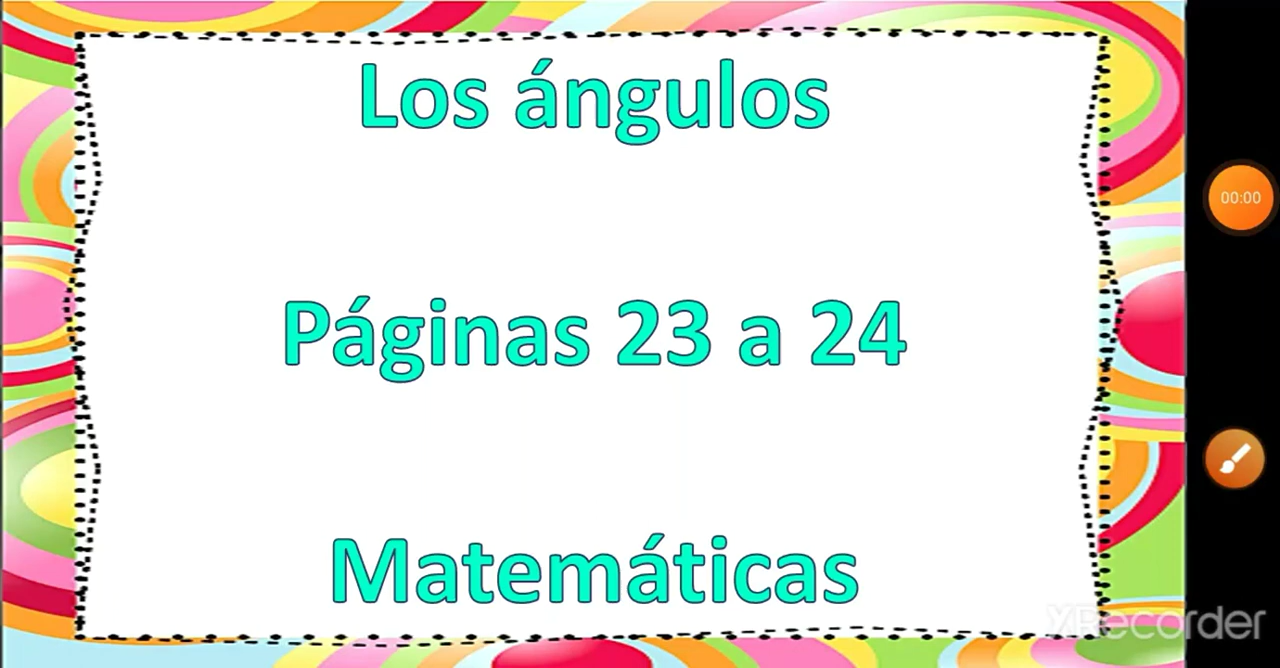 Los ángulos
00:00
Páginas 23 a 24
Matemáticas
XRecorder